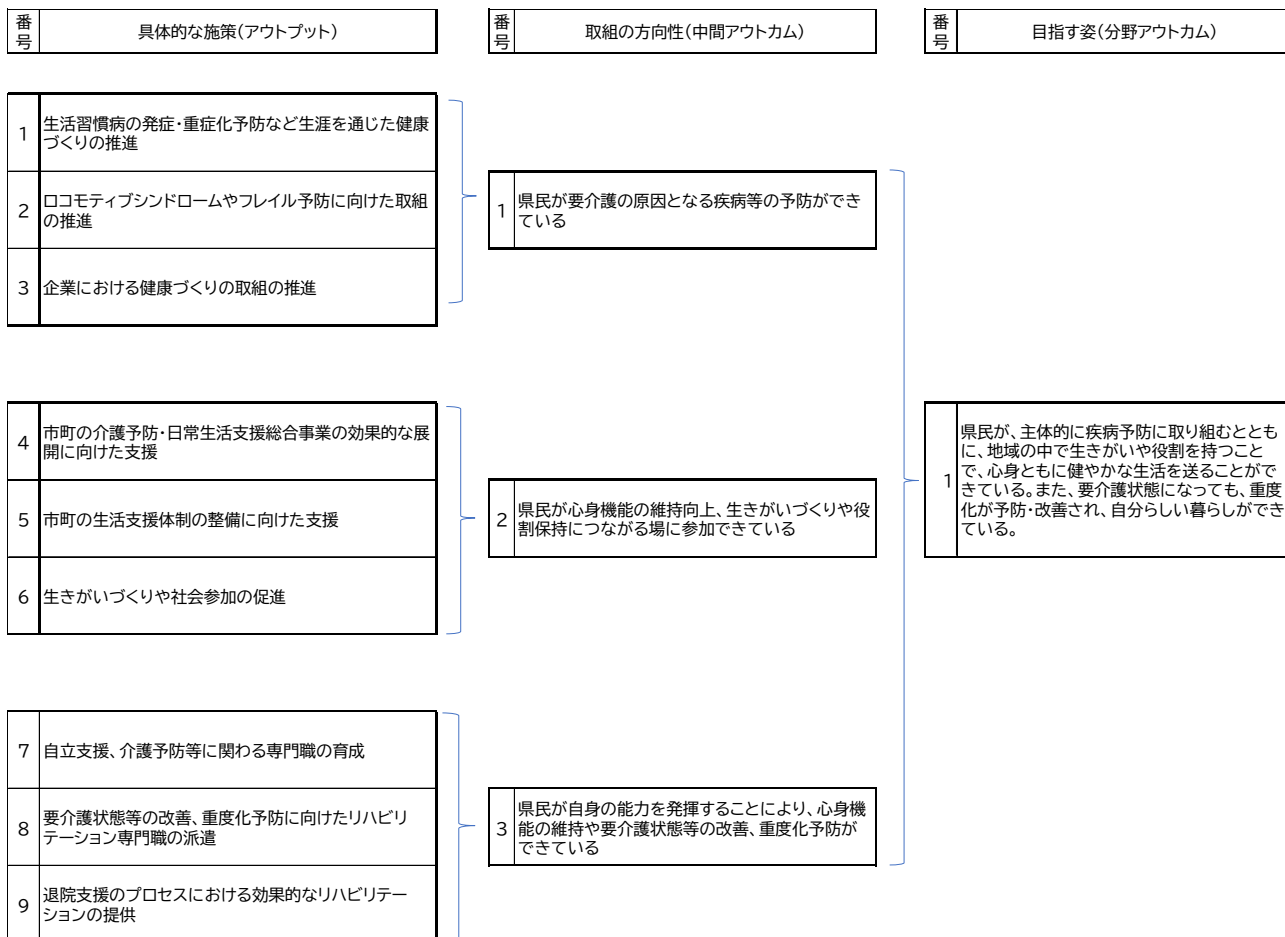 番号
具体的な施策(アウトプット)
番号
取組の方向性(中間アウトカム)
番号
目指す姿(分野アウトカム)
1
生活習慣病の発症・重症化予防など生涯を通じた健康
づくりの推進
2
ロコモティブシンドロームやフレイル予防に向けた取組
の推進
3
企業における健康づくりの取組の推進
1
県民が要介護の原因となる疾病等の予防ができ
ている
4
市町の介護予防・日常生活支援総合事業の効果的な展
開に向けた支援
5
市町の生活支援体制の整備に向けた支援
6
生きがいづくりや社会参加の促進
2
県民が心身機能の維持向上、生きがいづくりや役
割保持につながる場に参加できている
7
自立支援、介護予防等に関わる専門職の育成
8
要介護状態等の改善、重度化予防に向けたリハビリ
テーション専門職の派遣
9
退院支援のプロセスにおける効果的なリハビリテー
ションの提供
3
県民が自身の能力を発揮することにより、心身機
能の維持や要介護状態等の改善、重度化予防が
できている
1
県民が、主体的に疾病予防に取り組むととも
に、地域の中で生きがいや役割を持つこと
で、心身ともに健やかな生活を送ることがで
きている。また、要介護状態になっても、重度
化が予防・改善され、自分らしい暮らしができ
ている。